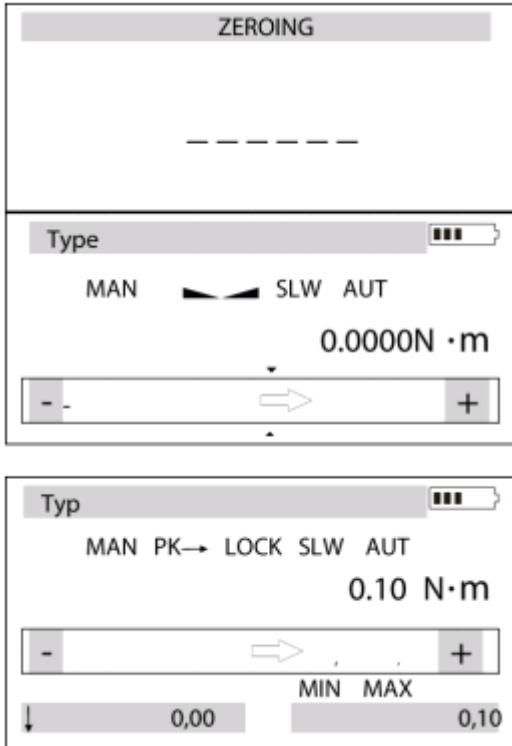 ZEROING
_ _ _ _ _ _
Type
MAN SLW AUT
0.0000N ·m
- - +
Typ
MAN PK→ LOCK SLW AUT
0.10 N·m
- +
MIN MAX
↓ 0,00 0,10